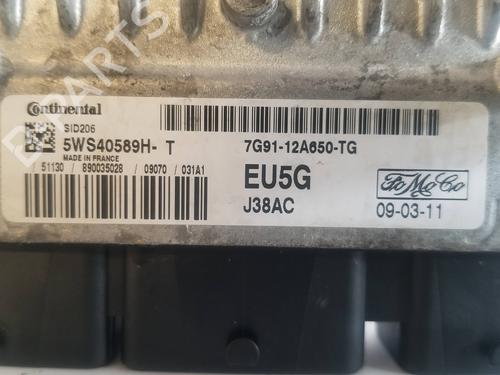 Continental
SID206
5WS40589H- T
MADE IN FRANCE
/ 51130 / 890035028 / 09070 / 031A1
7G91-12A650-TG
EU5G
J38AC
FoMoCo
09-03-11